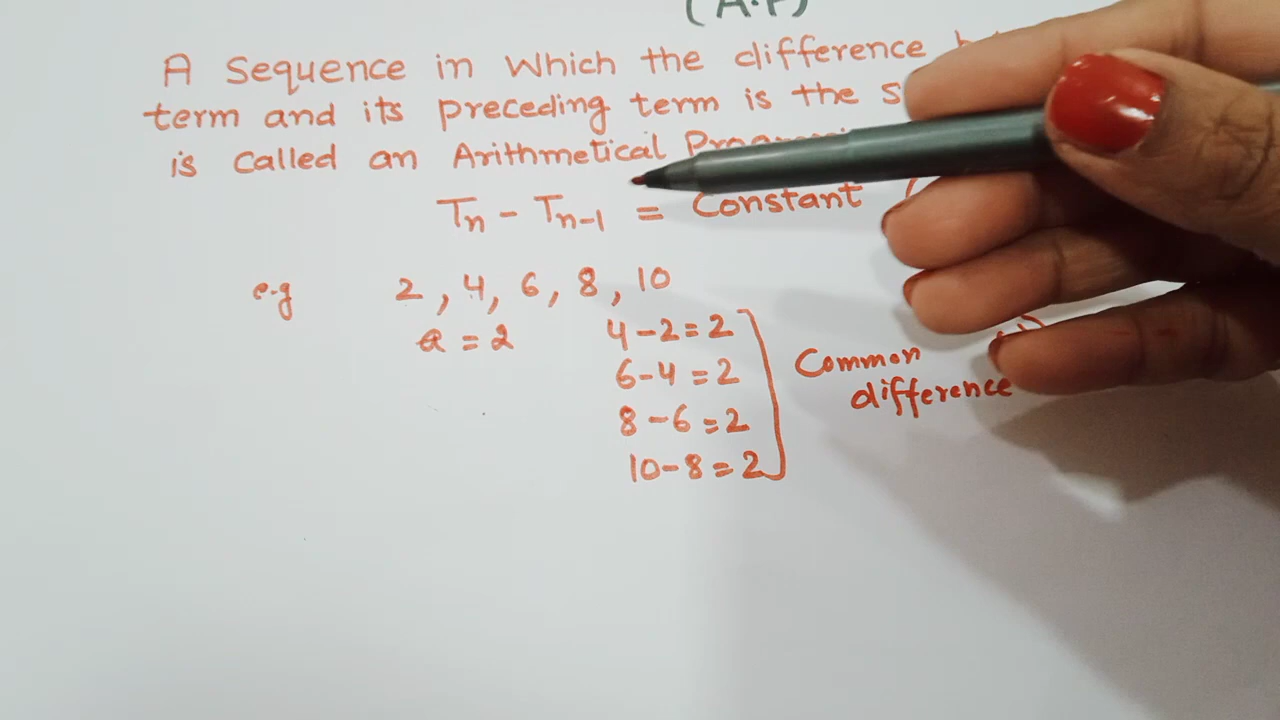 (A.P)
A Sequence in Which the difference
term and its preceding term is the
is called an Arithmetical
Tn - Tn-1 = Constant (
e.g 2, 4, 6, 8, 10
a = 2 4-2=2
6-4=2
8-6=2
10-8=2
Common
difference